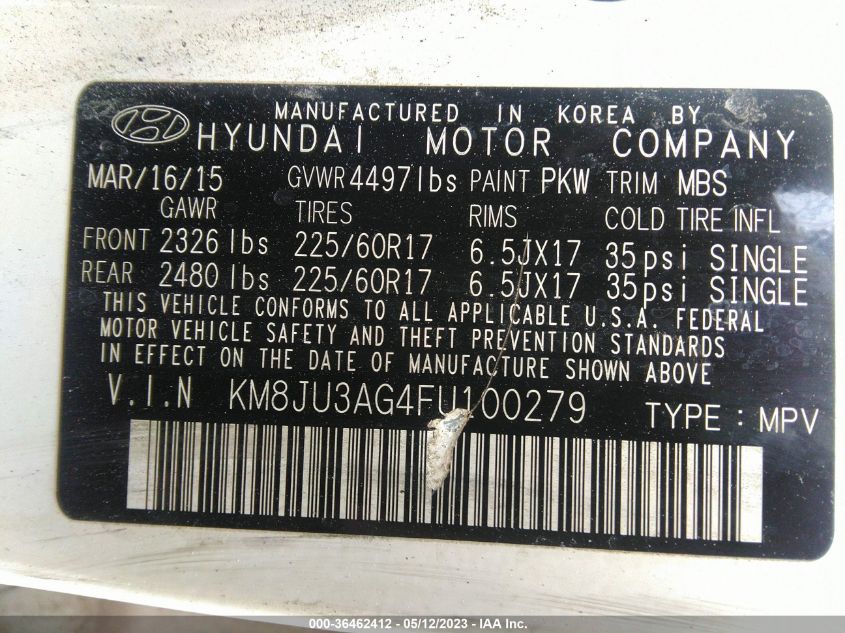 MANUFACTURED IN KOREA BY
HYUNDAI MOTOR COMPANY
MAR/16/15 GVWR 4497lbs PAINT PKW TRIM MBS
GAWR TIRES RIMS COLD TIRE INFL
FRONT 2326 lbs 225/60R17 6.5JX17 35psi SINGLE
REAR 2480 lbs 225/60R17 6.5JX17 35psi SINGLE
THIS VEHICLE CONFORMS TO ALL APPLICABLE U.S.A. FEDERAL
MOTOR VEHICLE SAFETY AND THEFT PREVENTION STANDARDS
IN EFFECT ON THE DATE OF MANUFACTURE SHOWN ABOVE
V.I.N KM8JU3AG4FU100279 TYPE : MPV
000-36462412 - 05/12/2023 - IAA Inc.